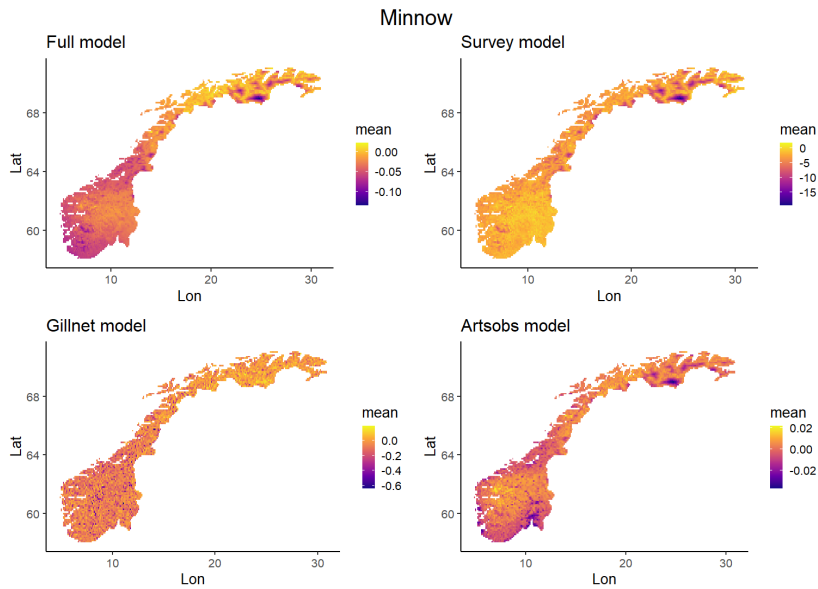 Minnow
Full model
Lat
68
64
60
10
20
30
Lon
mean
0.00
-0.05
-0.10
Survey model
Lat
68
64
60
10
20
30
Lon
mean
0
-5
-10
-15
Gillnet model
Lat
68
64
60
10
20
30
Lon
mean
0.0
-0.2
-0.4
-0.6
Artsobs model
Lat
68
64
60
10
20
30
Lon
mean
0.02
0.00
-0.02